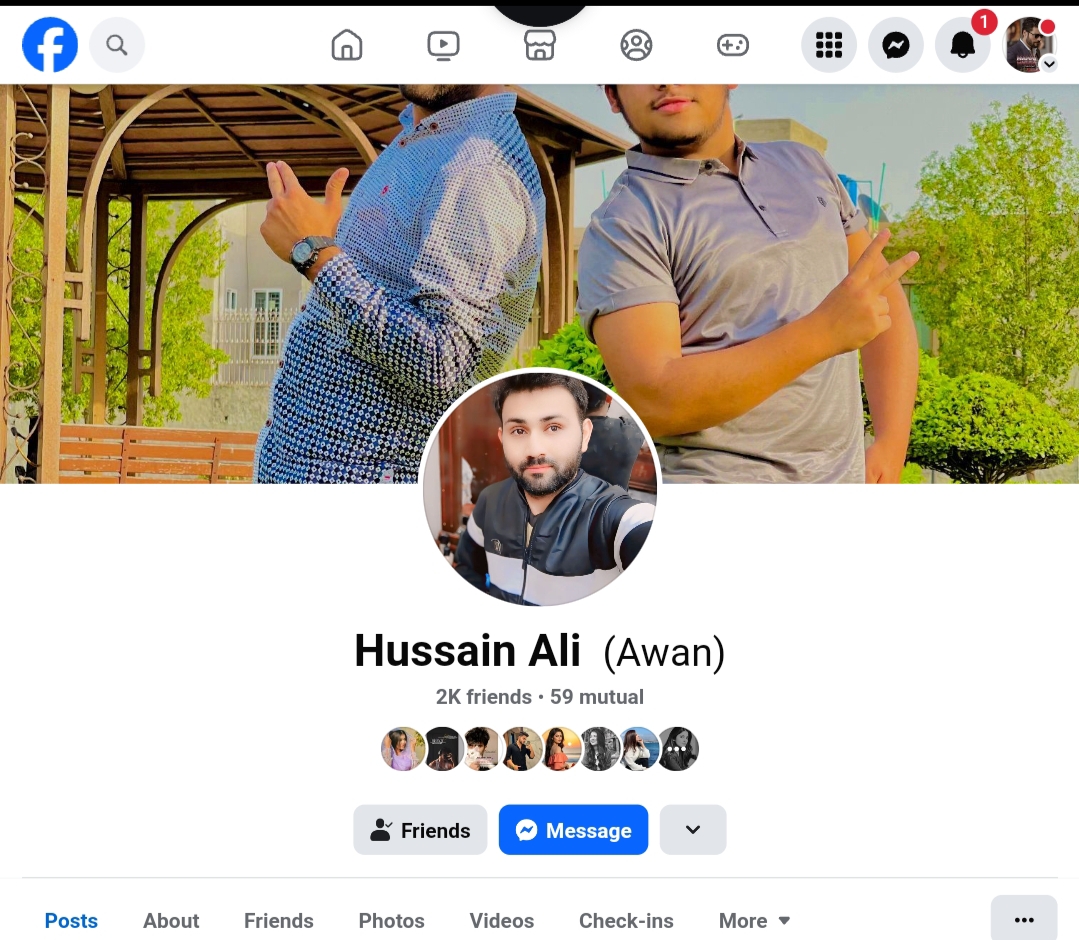 1
Hussain Ali (Awan)
2K friends • 59 mutual
Friends
Message
Posts
About
Friends
Photos
Videos
Check-ins
More